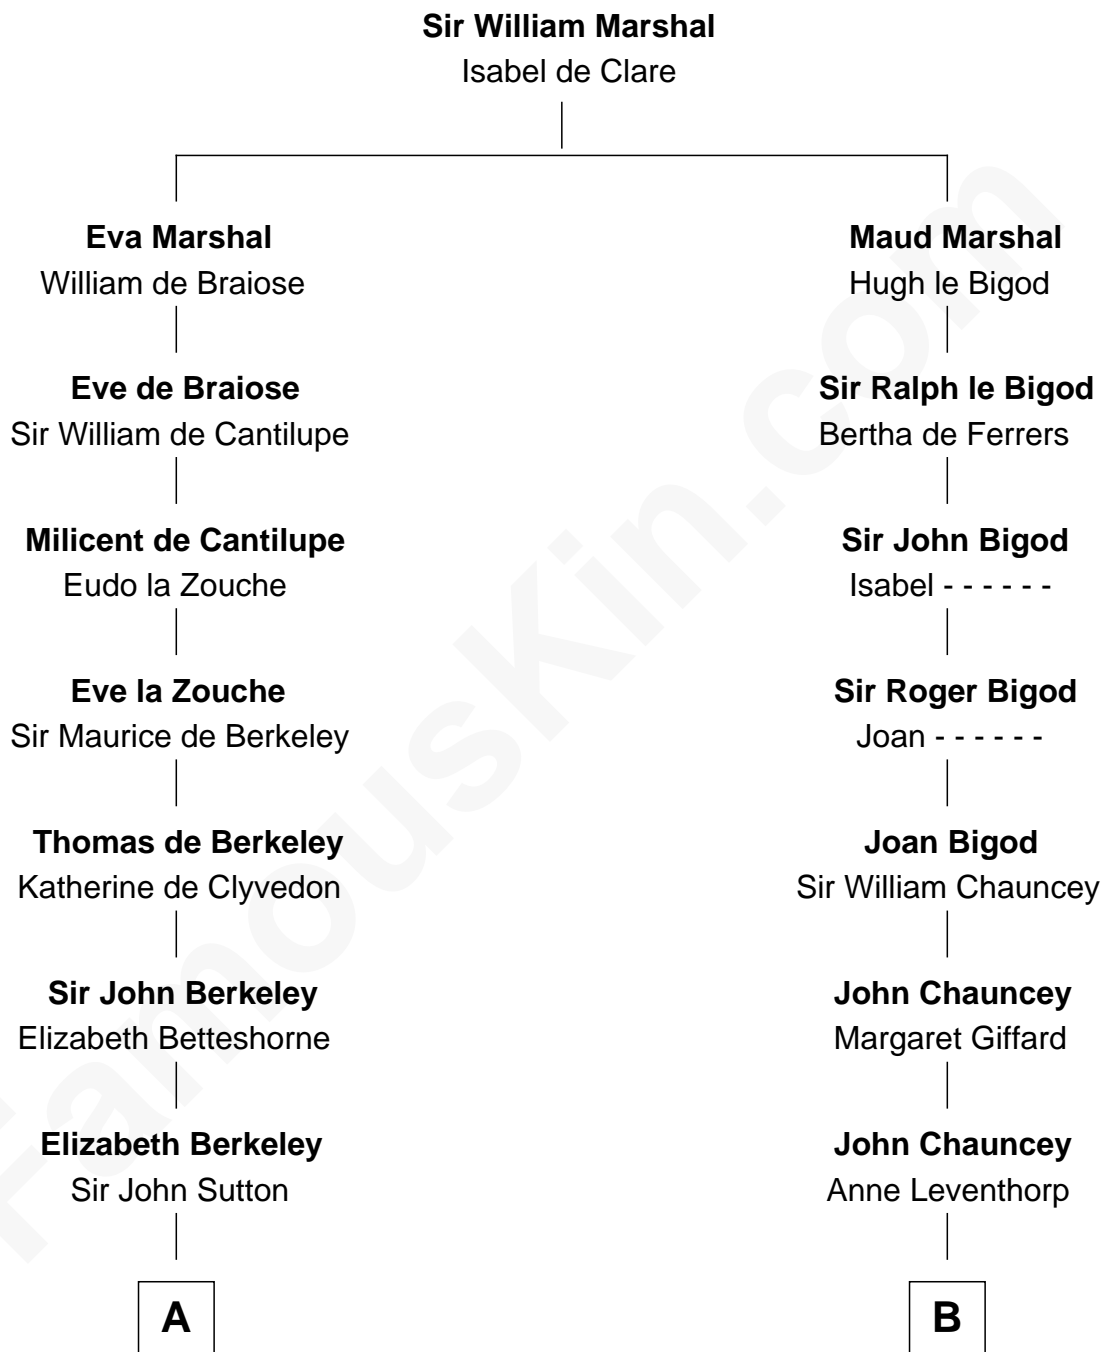 Sir William Marshal
Isabel de Clare
Eva Marshal
William de Braiose
Maud Marshal
Hugh le Bigod
Eve de Braiose
Sir William de Cantilupe
Sir Ralph le Bigod
Bertha de Ferrers
Milicent de Cantilupe
Eudo la Zouche
Sir John Bigod
Isabel - - - - - -
Eve la Zouche
Sir Maurice de Berkeley
Sir Roger Bigod
Joan - - - - - -
Thomas de Berkeley
Katherine de Clyvedon
Joan Bigod
Sir William Chauncey
Sir John Berkeley
Elizabeth Betteshorne
John Chauncey
Margaret Giffard
Elizabeth Berkeley
Sir John Sutton
John Chauncey
Anne Leventhorp
A
B
FamousKin.com